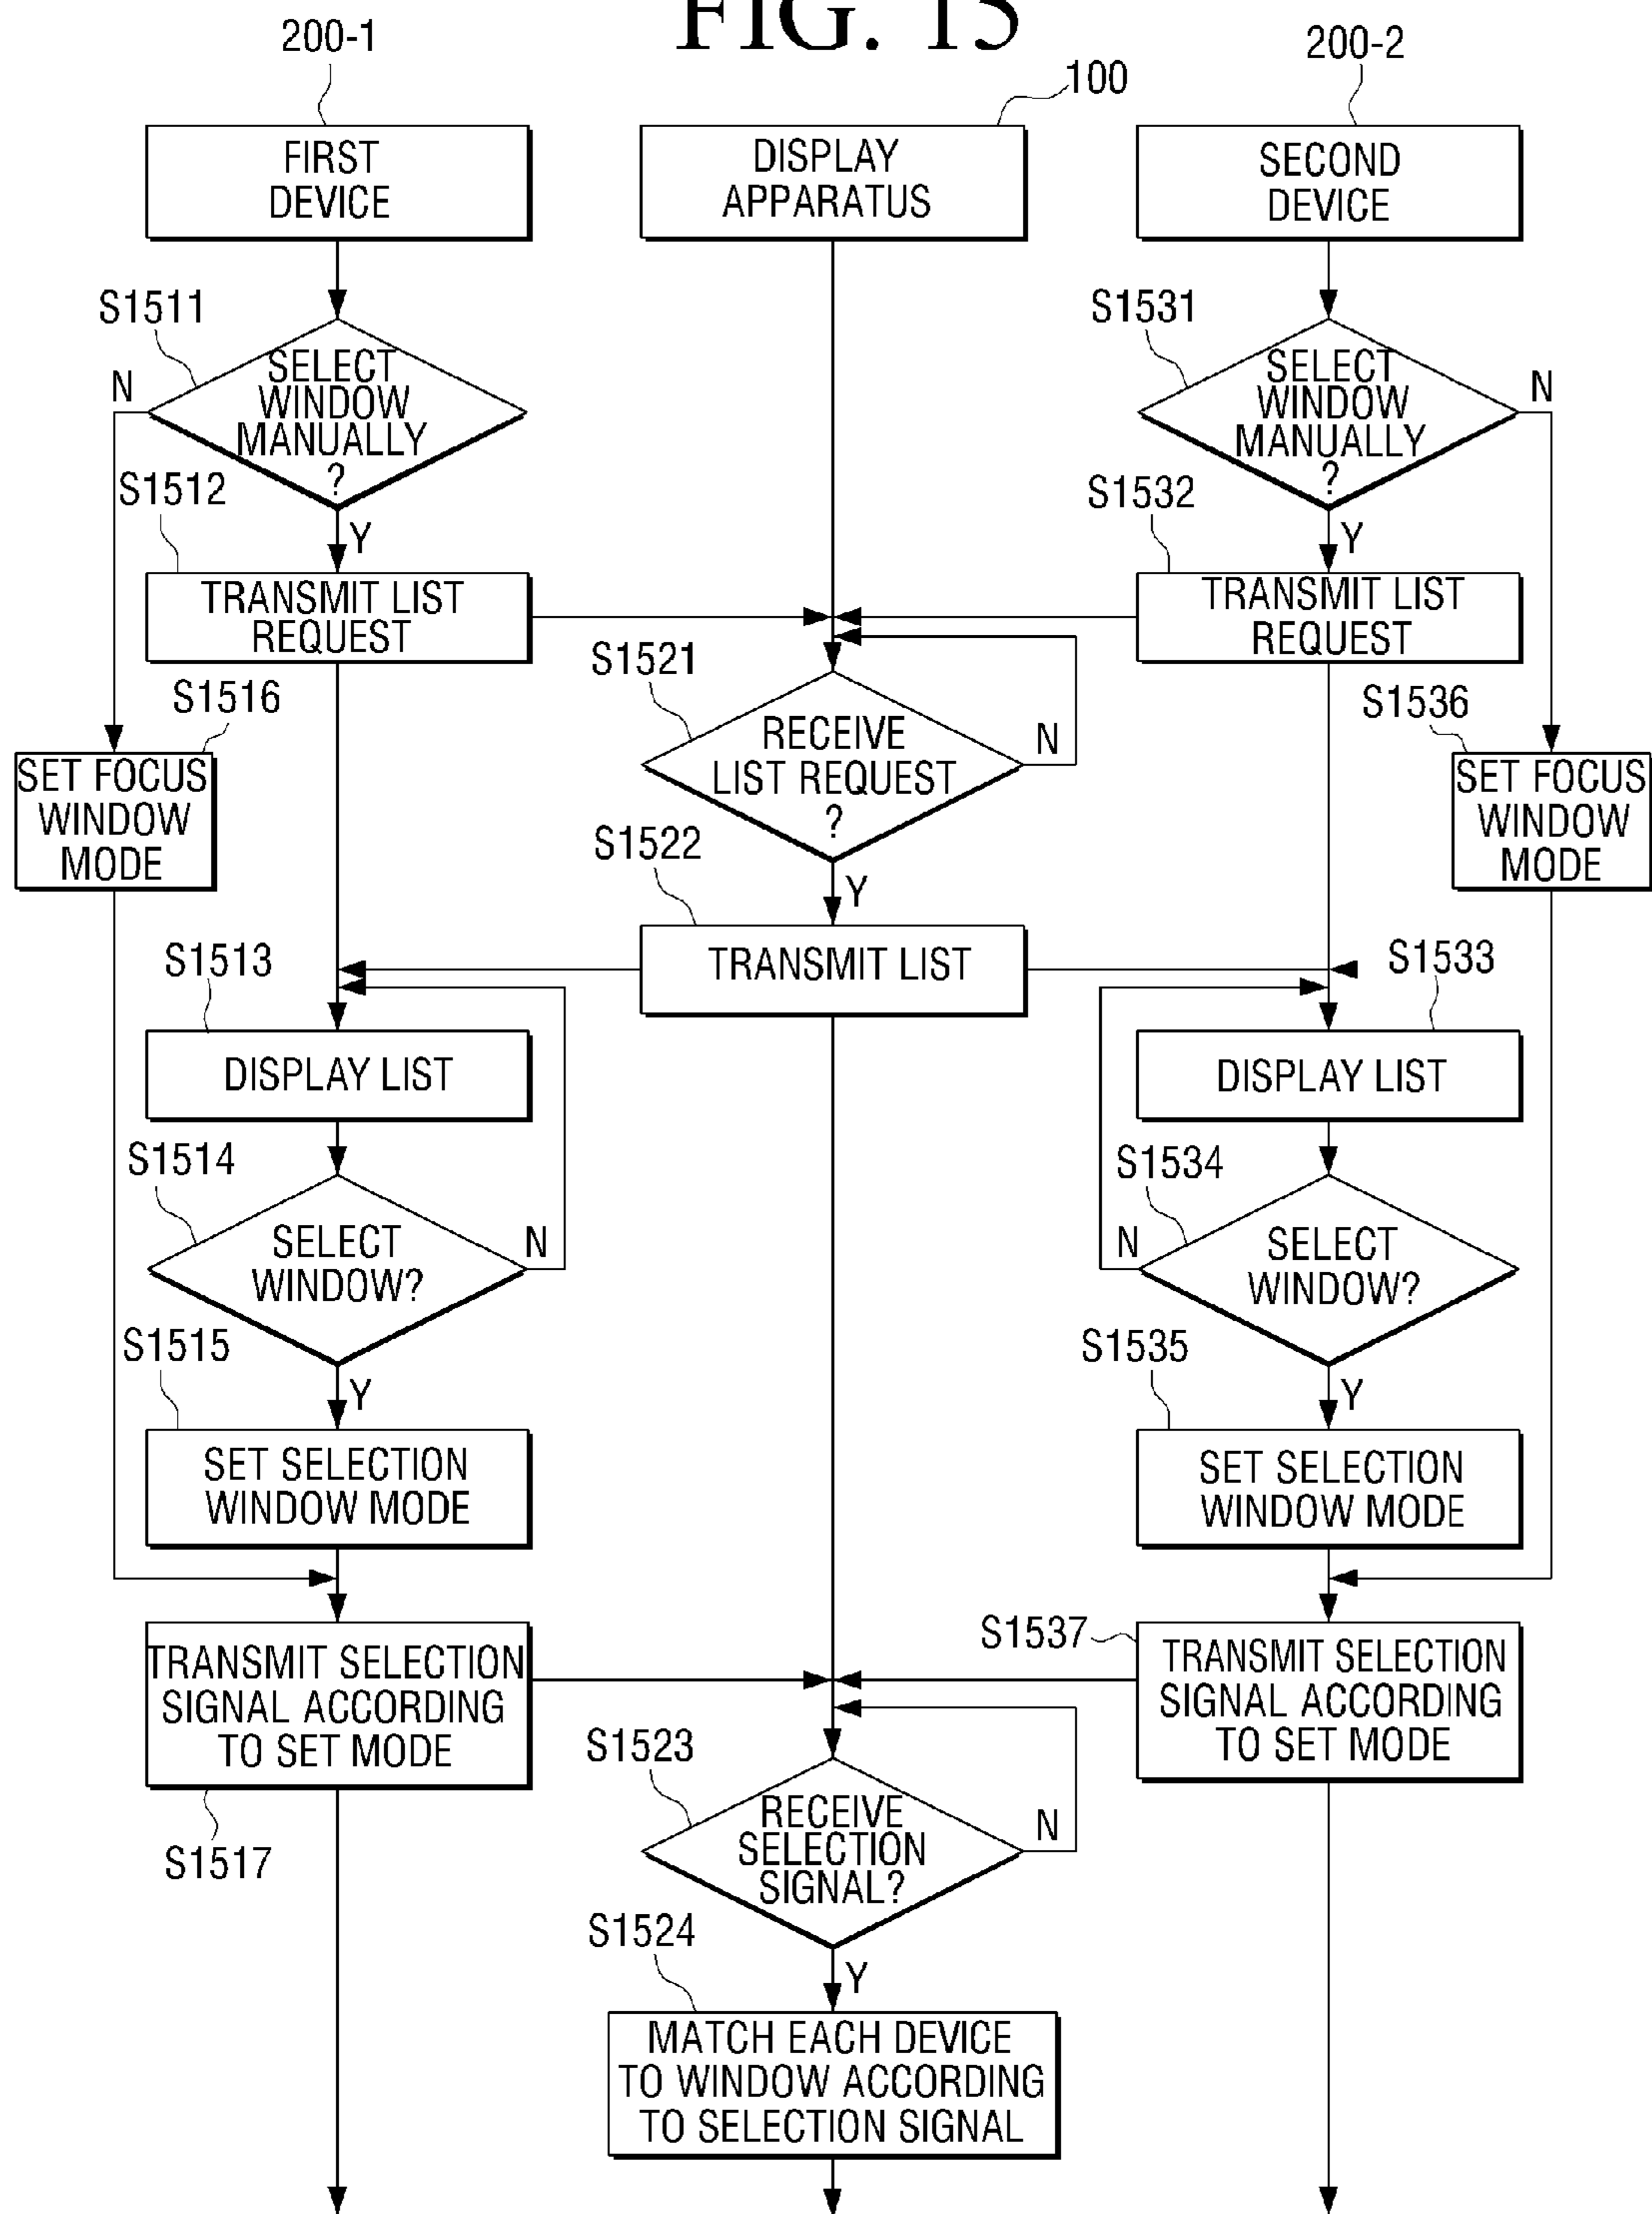 FIG. 15
200-1
200-2
100
FIRST
DEVICE
DISPLAY
APPARATUS
SECOND
DEVICE
S1511
SELECT
WINDOW
MANUALLY
?
N
Y
S1531
SELECT
WINDOW
MANUALLY
?
N
Y
S1512
TRANSMIT LIST
REQUEST
S1532
TRANSMIT LIST
REQUEST
S1521
RECEIVE
LIST REQUEST
?
N
Y
S1516
SET FOCUS
WINDOW
MODE
S1536
SET FOCUS
WINDOW
MODE
S1522
TRANSMIT LIST
S1513
DISPLAY LIST
S1533
DISPLAY LIST
S1514
SELECT
WINDOW?
N
Y
S1534
SELECT
WINDOW?
N
Y
S1515
SET SELECTION
WINDOW MODE
S1535
SET SELECTION
WINDOW MODE
TRANSMIT SELECTION
SIGNAL ACCORDING
TO SET MODE
S1517
S1537
TRANSMIT SELECTION
SIGNAL ACCORDING
TO SET MODE
S1523
RECEIVE
SELECTION
SIGNAL?
N
Y
S1524
MATCH EACH DEVICE
TO WINDOW ACCORDING
TO SELECTION SIGNAL